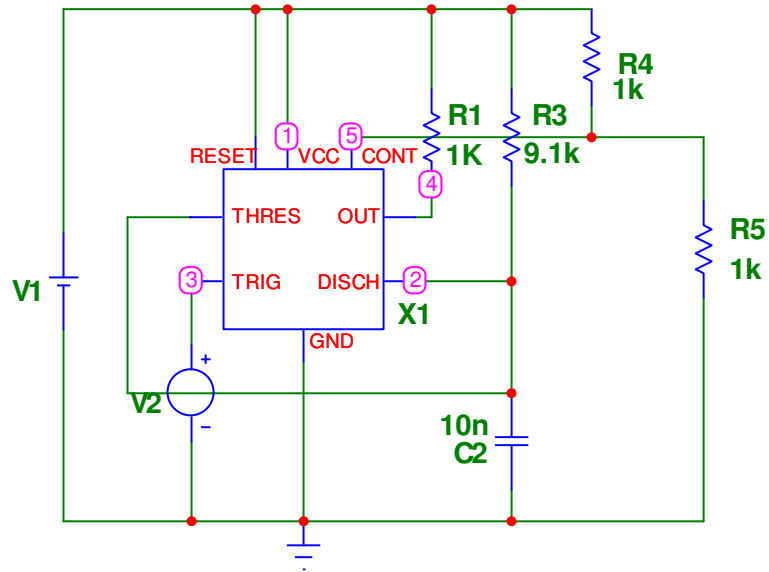 R4
1k
R1
R3
1
5
RESET
VCC
CONT
1K
9.1k
4
THRES
OUT
R5
1k
3
TRIG
DISCH
2
V1
X1
GND
+
V2
10n
C2
−